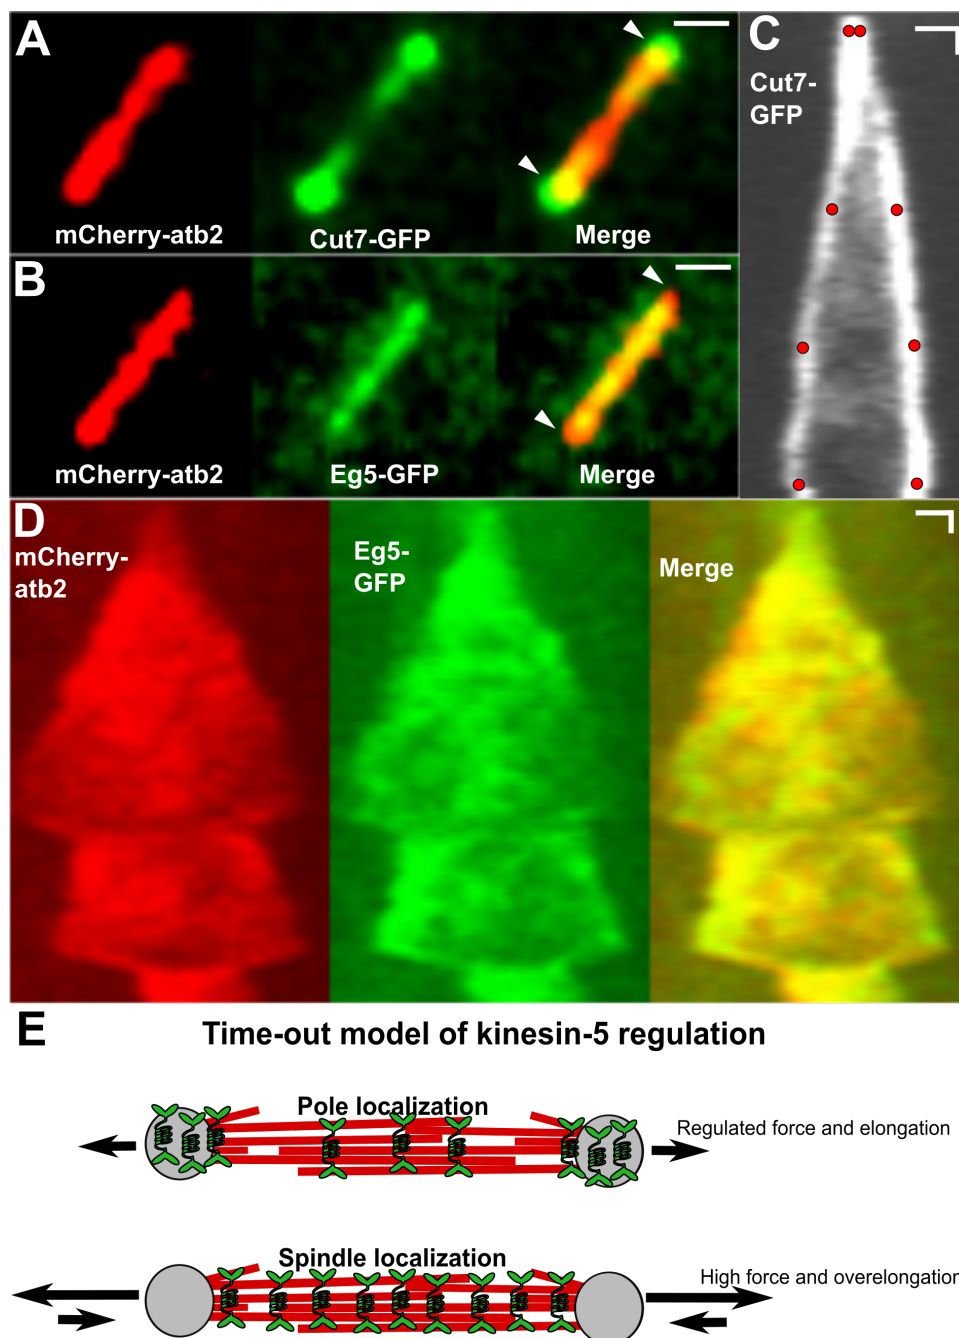 A
mCherry-atb2
Cut7-GFP
Merge
B
mCherry-atb2
Eg5-GFP
Merge
C
Cut7-
GFP
D
mCherry-
atb2
Eg5-
GFP
Merge
E
Time-out model of kinesin-5 regulation
Pole localization
Regulated force and elongation
Spindle localization
High force and overelongation